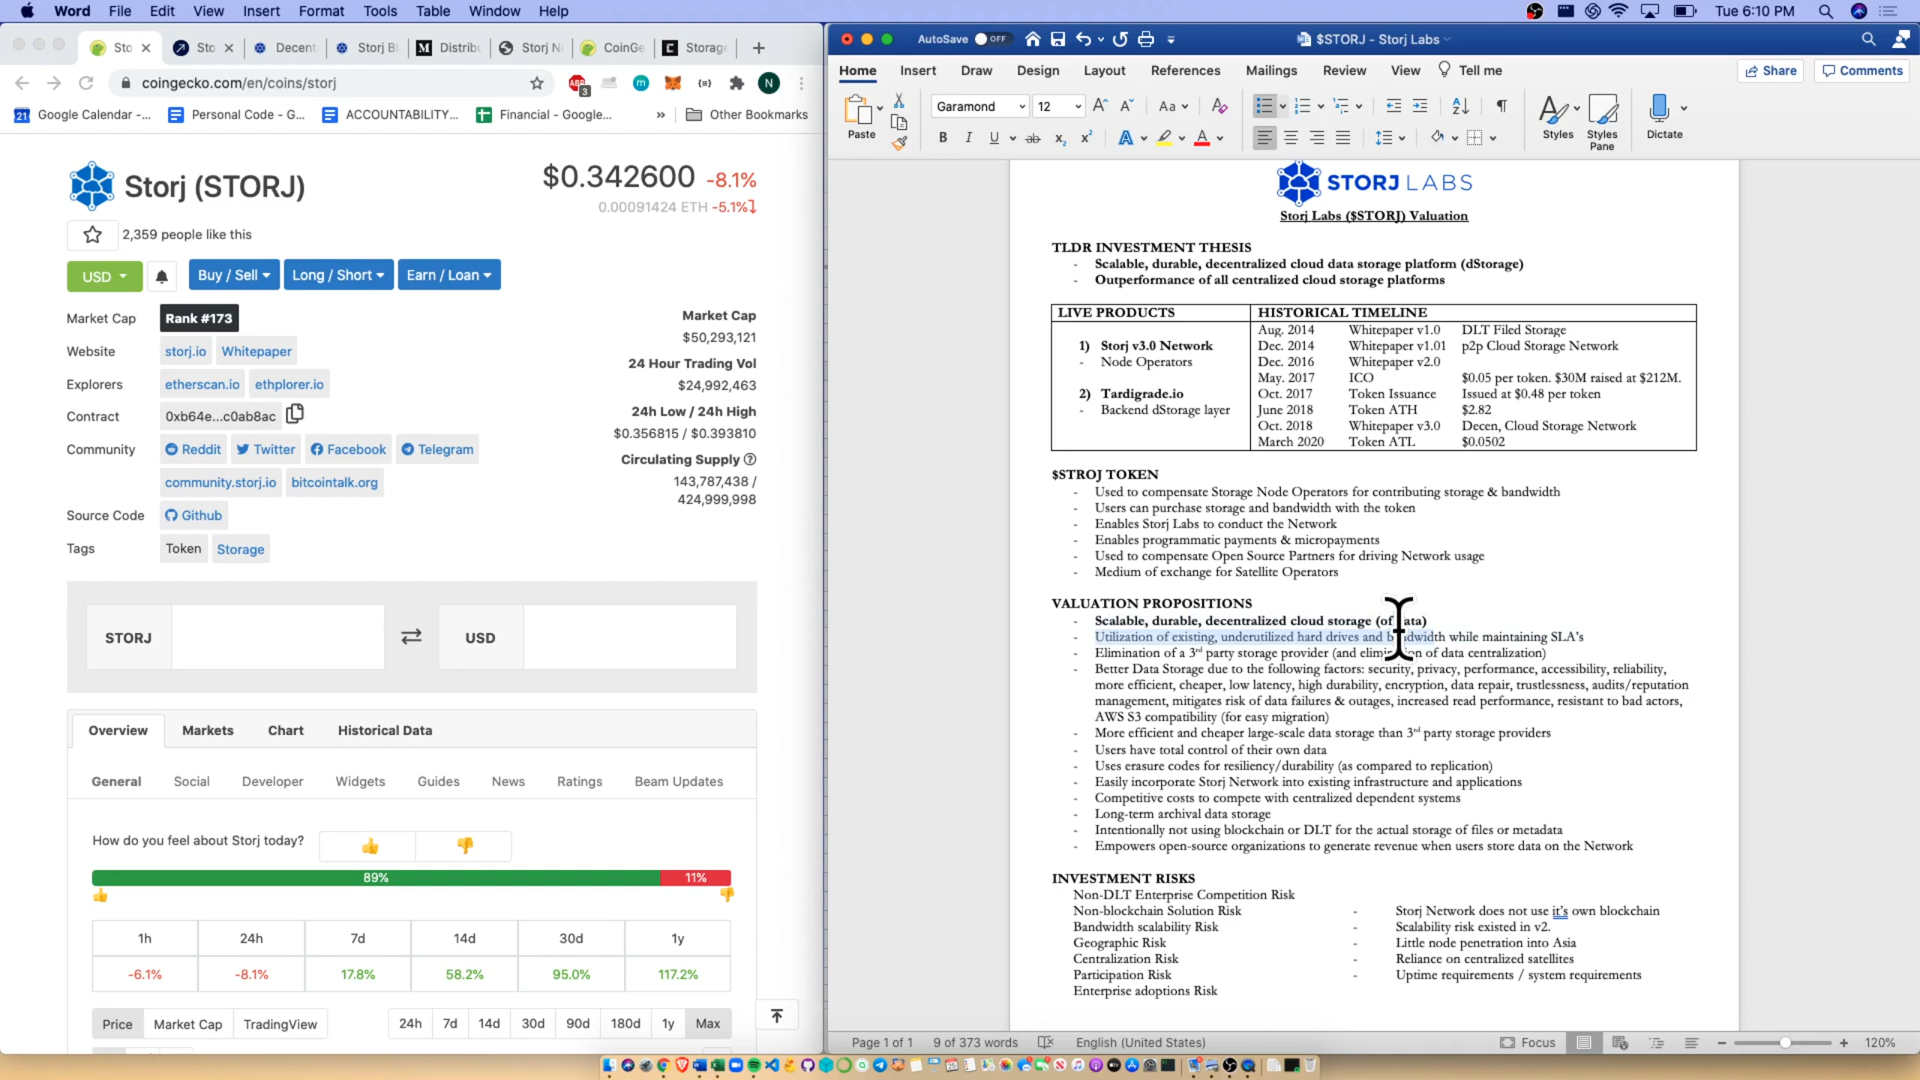 Word File Edit View Insert Format Tools Table Window Help Tue 6:10 PM
Sto Sto Decent Storj Bl Distribu Storj N CoinGe Storage
coingecko.com/en/coins/storj
Google Calendar -... Personal Code - G... ACCOUNTABILITY... Financial - Google... » Other Bookmarks
Storj (STORJ)
$0.342600 -8.1%
0.00091424 ETH -5.1%
2,359 people like this
USD Buy / Sell Long / Short Earn / Loan
Market Cap Rank #173
Website storj.io Whitepaper
Explorers etherscan.io ethplorer.io
Contract 0xb64e...c0ab8ac
Community Reddit Twitter Facebook Telegram
community.storj.io bitcointalk.org
Source Code Github
Tags Token Storage
Market Cap
$50,293,121
24 Hour Trading Vol
$24,992,463
24h Low / 24h High
$0.356815 / $0.393810
Circulating Supply
143,787,438 /
424,999,998
STORJ USD
Overview Markets Chart Historical Data
General Social Developer Widgets Guides News Ratings Beam Updates
How do you feel about Storj today?
89% 11%
1h 24h 7d 14d 30d 1y
-6.1% -8.1% 17.8% 58.2% 95.0% 117.2%
Price Market Cap TradingView 24h 7d 14d 30d 90d 180d 1y Max
AutoSave OFF $STORJ - Storj Labs
Home Insert Draw Design Layout References Mailings Review View Tell me Share Comments
Paste Garamond 12 Styles Styles Pane Dictate
STORJ LABS
Storj Labs ($STORJ) Valuation
TLDR INVESTMENT THESIS
- Scalable, durable, decentralized cloud data storage platform (dStorage)
- Outperformance of all centralized cloud storage platforms
LIVE PRODUCTS
1) Storj v3.0 Network
- Node Operators
2) Tardigrade.io
- Backend dStorage layer
HISTORICAL TIMELINE
Aug. 2014 Whitepaper v1.0 DLT Filed Storage
Dec. 2014 Whitepaper v1.01 p2p Cloud Storage Network
Dec. 2016 Whitepaper v2.0
May. 2017 ICO $0.05 per token. $30M raised at $212M.
Oct. 2017 Token Issuance Issued at $0.48 per token
June 2018 Token ATH $2.82
Oct. 2018 Whitepaper v3.0 Decen, Cloud Storage Network
March 2020 Token ATL $0.0502
$STROJ TOKEN
- Used to compensate Storage Node Operators for contributing storage & bandwidth
- Users can purchase storage and bandwidth with the token
- Enables Storj Labs to conduct the Network
- Enables programmatic payments & micropayments
- Used to compensate Open Source Partners for driving Network usage
- Medium of exchange for Satellite Operators
VALUATION PROPOSITIONS
- Scalable, durable, decentralized cloud storage (of data)
- Utilization of existing, underutilized hard drives and bandwidth while maintaining SLA's
- Elimination of a 3rd party storage provider (and elimination of data centralization)
- Better Data Storage due to the following factors: security, privacy, performance, accessibility, reliability,
more efficient, cheaper, low latency, high durability, encryption, data repair, trustlessness, audits/reputation
management, mitigates risk of data failures & outages, increased read performance, resistant to bad actors,
AWS S3 compatibility (for easy migration)
- More efficient and cheaper large-scale data storage than 3rd party storage providers
- Users have total control of their own data
- Uses erasure codes for resiliency/durability (as compared to replication)
- Easily incorporate Storj Network into existing infrastructure and applications
- Competitive costs to compete with centralized dependent systems
- Long-term archival data storage
- Intentionally not using blockchain or DLT for the actual storage of files or metadata
- Empowers open-source organizations to generate revenue when users store data on the Network
INVESTMENT RISKS
Non-DLT Enterprise Competition Risk
Non-blockchain Solution Risk - Storj Network does not use it's own blockchain
Bandwidth scalability Risk - Scalability risk existed in v2.
Geographic Risk - Little node penetration into Asia
Centralization Risk - Reliance on centralized satellites
Participation Risk - Uptime requirements / system requirements
Enterprise adoptions Risk
Page 1 of 1 9 of 373 words English (United States) Focus 120%